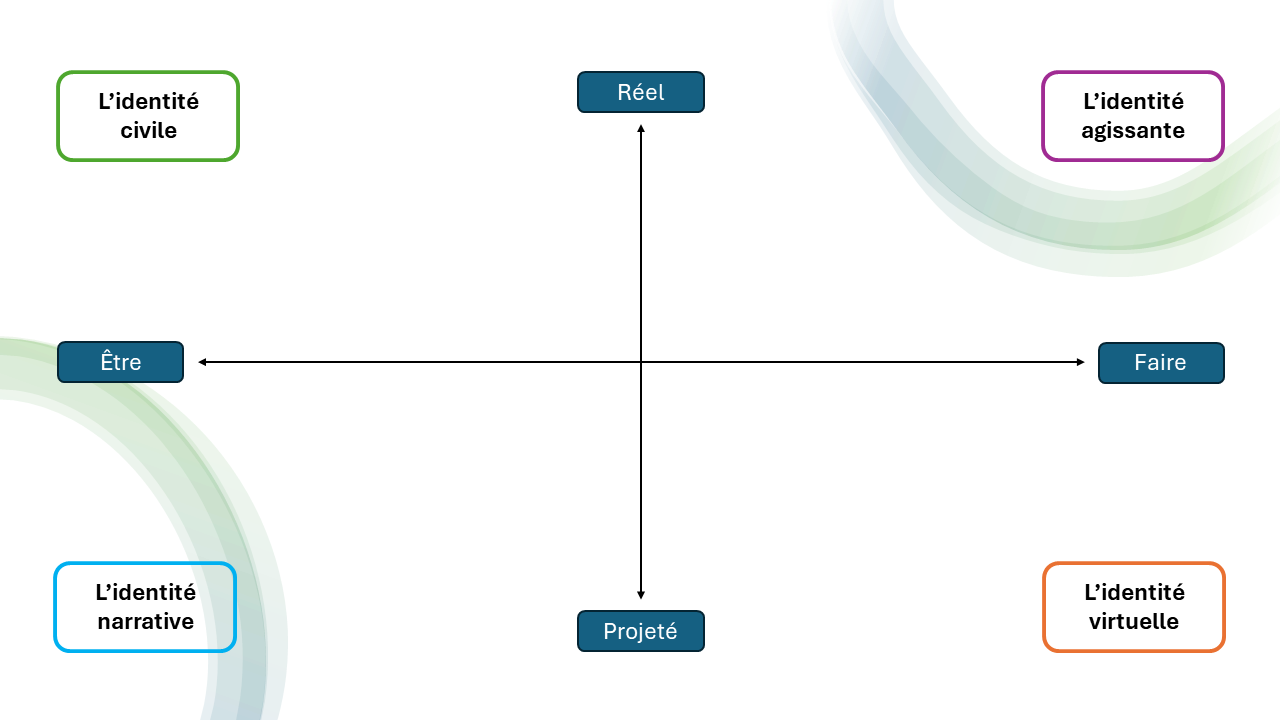 L’identité
civile
Réel
L’identité
agissante
Être
Faire
L’identité
narrative
Projeté
L’identité
virtuelle